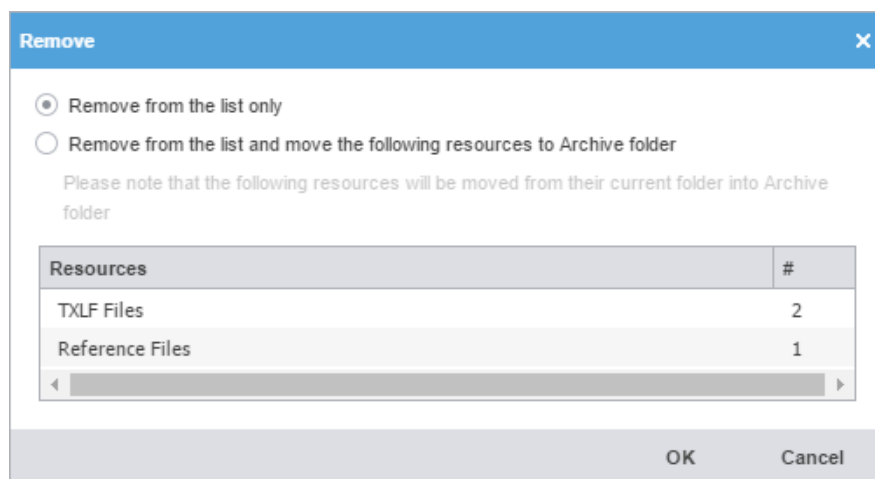 Remove
Remove from the list only
Remove from the list and move the following resources to Archive folder
Please note that the following resources will be moved from their current folder into Archive
folder
Resources #
TXLF Files 2
Reference Files 1
OK Cancel